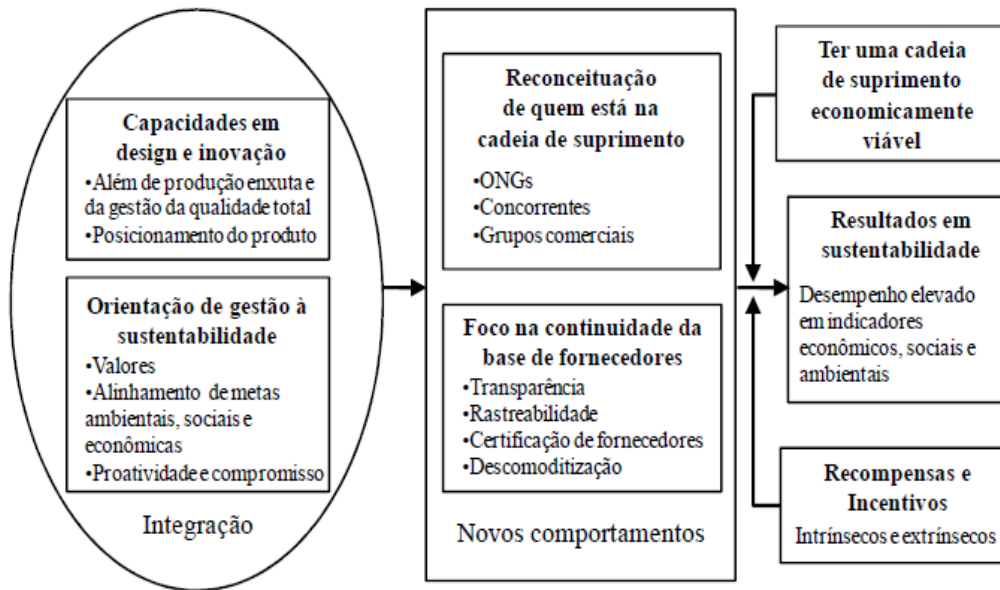 Capacidades em
design e inovação
•Além de produção enxuta e
da gestão da qualidade total
•Posicionamento do produto
Orientação de gestão à
sustentabilidade
•Valores
•Alinhamento de metas
ambientais, sociais e
econômicas
•Proatividade e compromisso
Integração
Reconceituação
de quem está na
cadeia de suprimento
•ONGs
•Concorrentes
•Grupos comerciais
Foco na continuidade da
base de fornecedores
•Transparência
•Rastreabilidade
•Certificação de fornecedores
•Descomoditização
Novos comportamentos
Ter uma cadeia
de suprimento
economicamente
viável
Resultados em
sustentabilidade
Desempenho elevado
em indicadores
econômicos, sociais e
ambientais
Recompensas e
Incentivos
Intrínsecos e extrínsecos